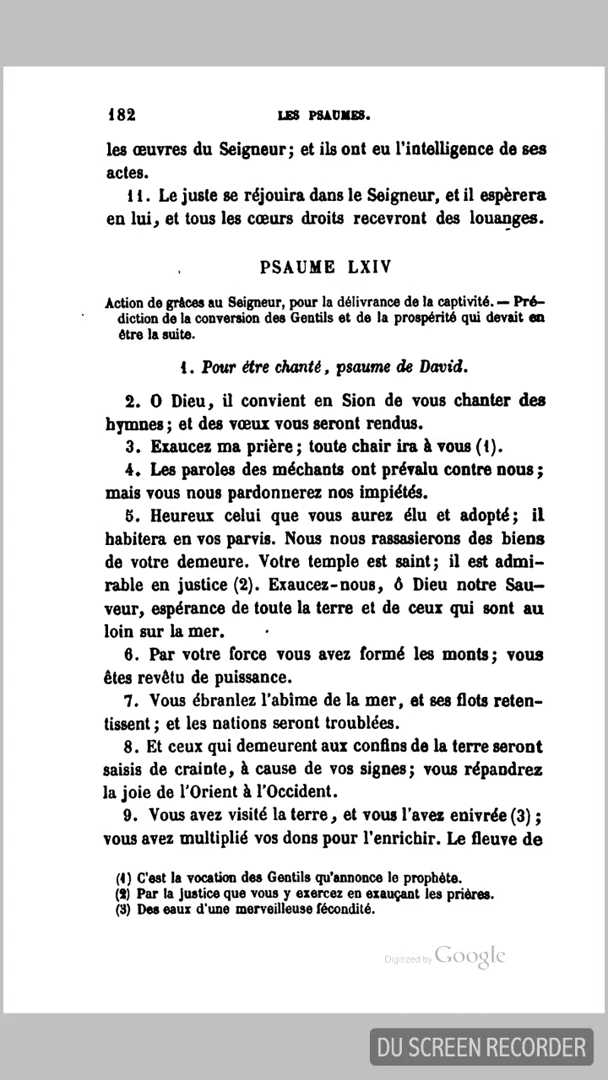 182 LES PSAUMES.
les œuvres du Seigneur; et ils ont eu l'intelligence de ses
actes.
11. Le juste se réjouira dans le Seigneur, et il espèrera
en lui, et tous les cœurs droits recevront des louanges.
PSAUME LXIV
Action de grâces au Seigneur, pour la délivrance de la captivité. — Pré-
diction de la conversion des Gentils et de la prospérité qui devait en
être la suite.
1. Pour être chanté, psaume de David.
2. O Dieu, il convient en Sion de vous chanter des
hymnes; et des vœux vous seront rendus.
3. Exaucez ma prière; toute chair ira à vous (1).
4. Les paroles des méchants ont prévalu contre nous;
mais vous nous pardonnerez nos impiétés.
5. Heureux celui que vous aurez élu et adopté; il
habitera en vos parvis. Nous nous rassasierons des biens
de votre demeure. Votre temple est saint; il est admi-
rable en justice (2). Exaucez-nous, ô Dieu notre Sau-
veur, espérance de toute la terre et de ceux qui sont au
loin sur la mer.
6. Par votre force vous avez formé les monts; vous
êtes revêtu de puissance.
7. Vous ébranlez l'abîme de la mer, et ses flots reten-
tissent; et les nations seront troublées.
8. Et ceux qui demeurent aux confins de la terre seront
saisis de crainte, à cause de vos signes; vous répandrez
la joie de l'Orient à l'Occident.
9. Vous avez visité la terre, et vous l'avez enivrée (3);
vous avez multiplié vos dons pour l'enrichir. Le fleuve de
(1) C'est la vocation des Gentils qu'annonce le prophète.
(2) Par la justice que vous y exercez en exauçant les prières.
(3) Des eaux d'une merveilleuse fécondité.
Digitized by Google
DU SCREEN RECORDER